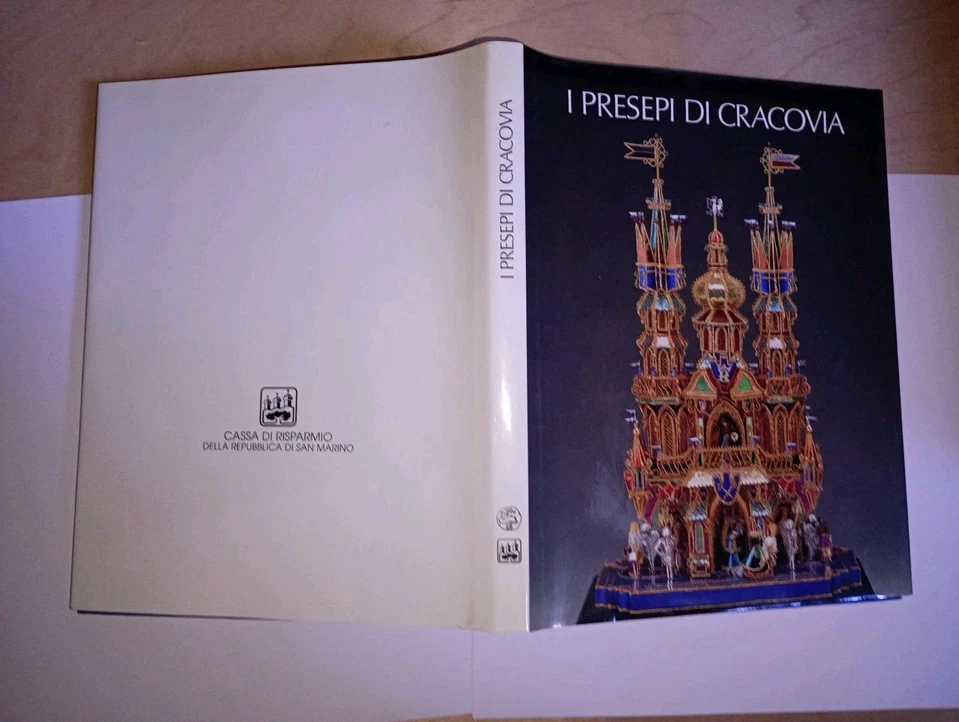 I PRESEPI DI CRACOVIA
I PRESEPI DI CRACOVIA
CASSA DI RISPARMIO
DELLA REPUBBLICA DI SAN MARINO